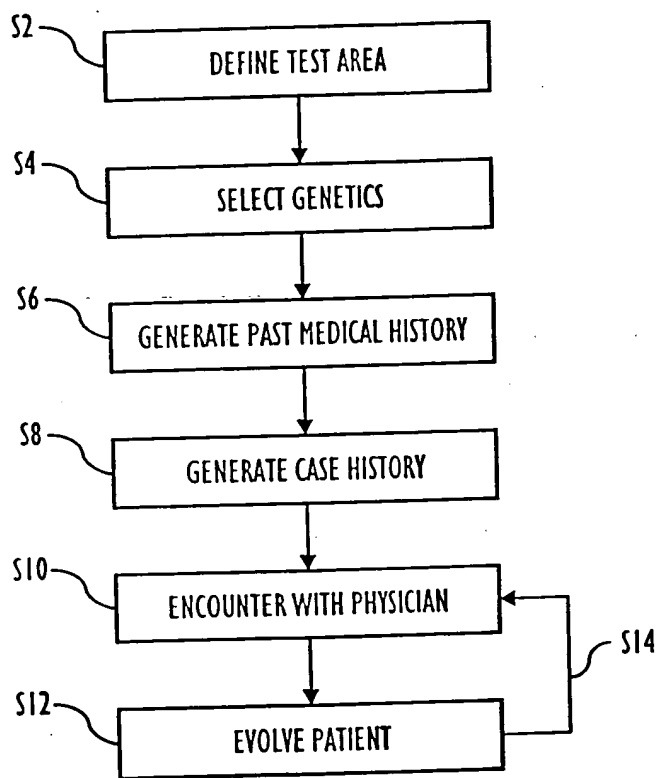 S2
DEFINE TEST AREA
S4
SELECT GENETICS
S6
GENERATE PAST MEDICAL HISTORY
S8
GENERATE CASE HISTORY
S10
ENCOUNTER WITH PHYSICIAN
S14
S12
EVOLVE PATIENT